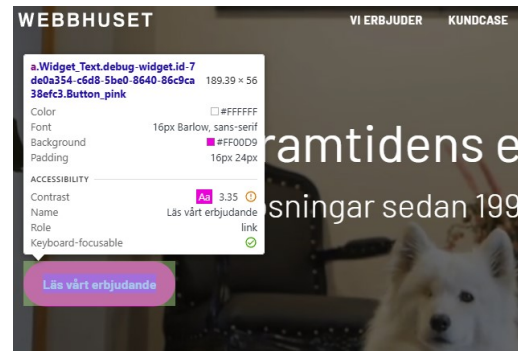 WEBBHUSET
VI ERBJUDER KUNDCASE
a.Widget_Text.debug-widget.id-7
de0a354-c6d8-5be0-8640-86c9ca 189.39 × 56
38efc3.Button_pink
Color #FFFFFF
Font 16px Barlow, sans-serif
Background #FF00D9
Padding 16px 24px
ACCESSIBILITY
Contrast Aa 3.35
Name Läs vårt erbjudande
Role link
Keyboard-focusable
ramtidens e
sningar sedan 199
Läs vårt erbjudande